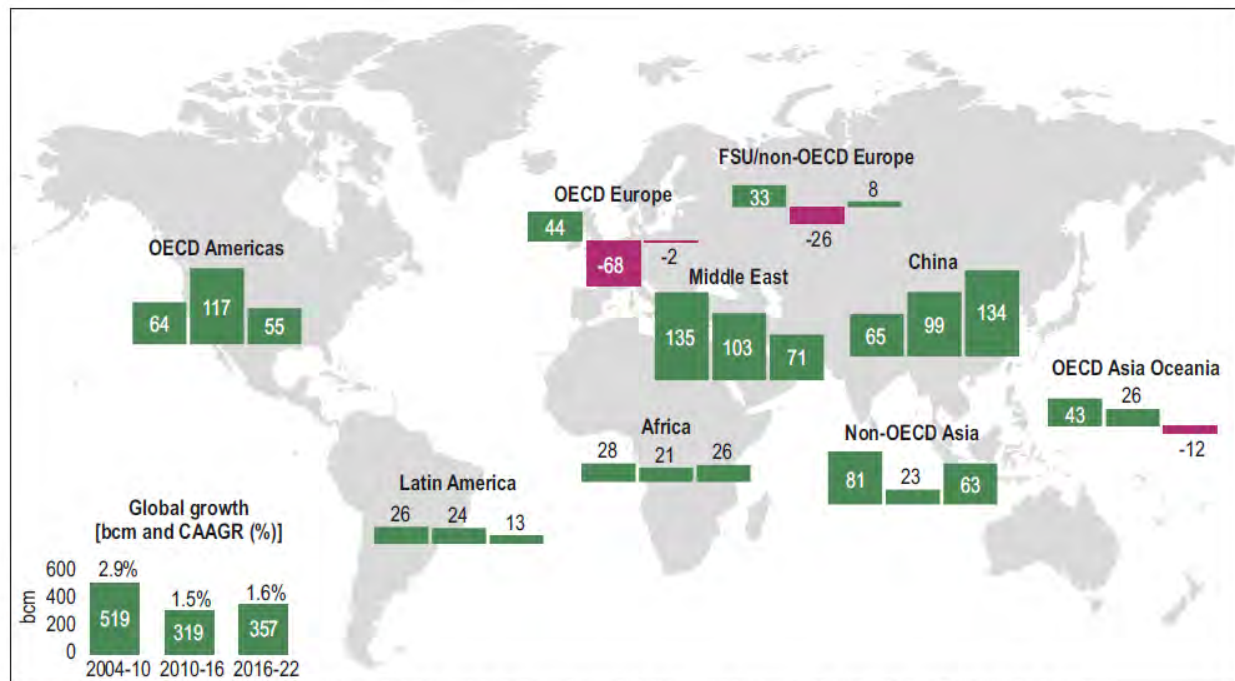 FSU/non-OECD Europe
33 -26 8
OECD Europe
44 -68 -2
OECD Americas
64 117 55
Middle East
135 103 71
China
65 99 134
OECD Asia Oceania
43 26 -12
Africa
28 21 26
Non-OECD Asia
81 23 63
Latin America
26 24 13
Global growth
[bcm and CAAGR (%)]
bcm
600
400
200
0
2.9% 1.5% 1.6%
519 319 357
2004-10 2010-16 2016-22